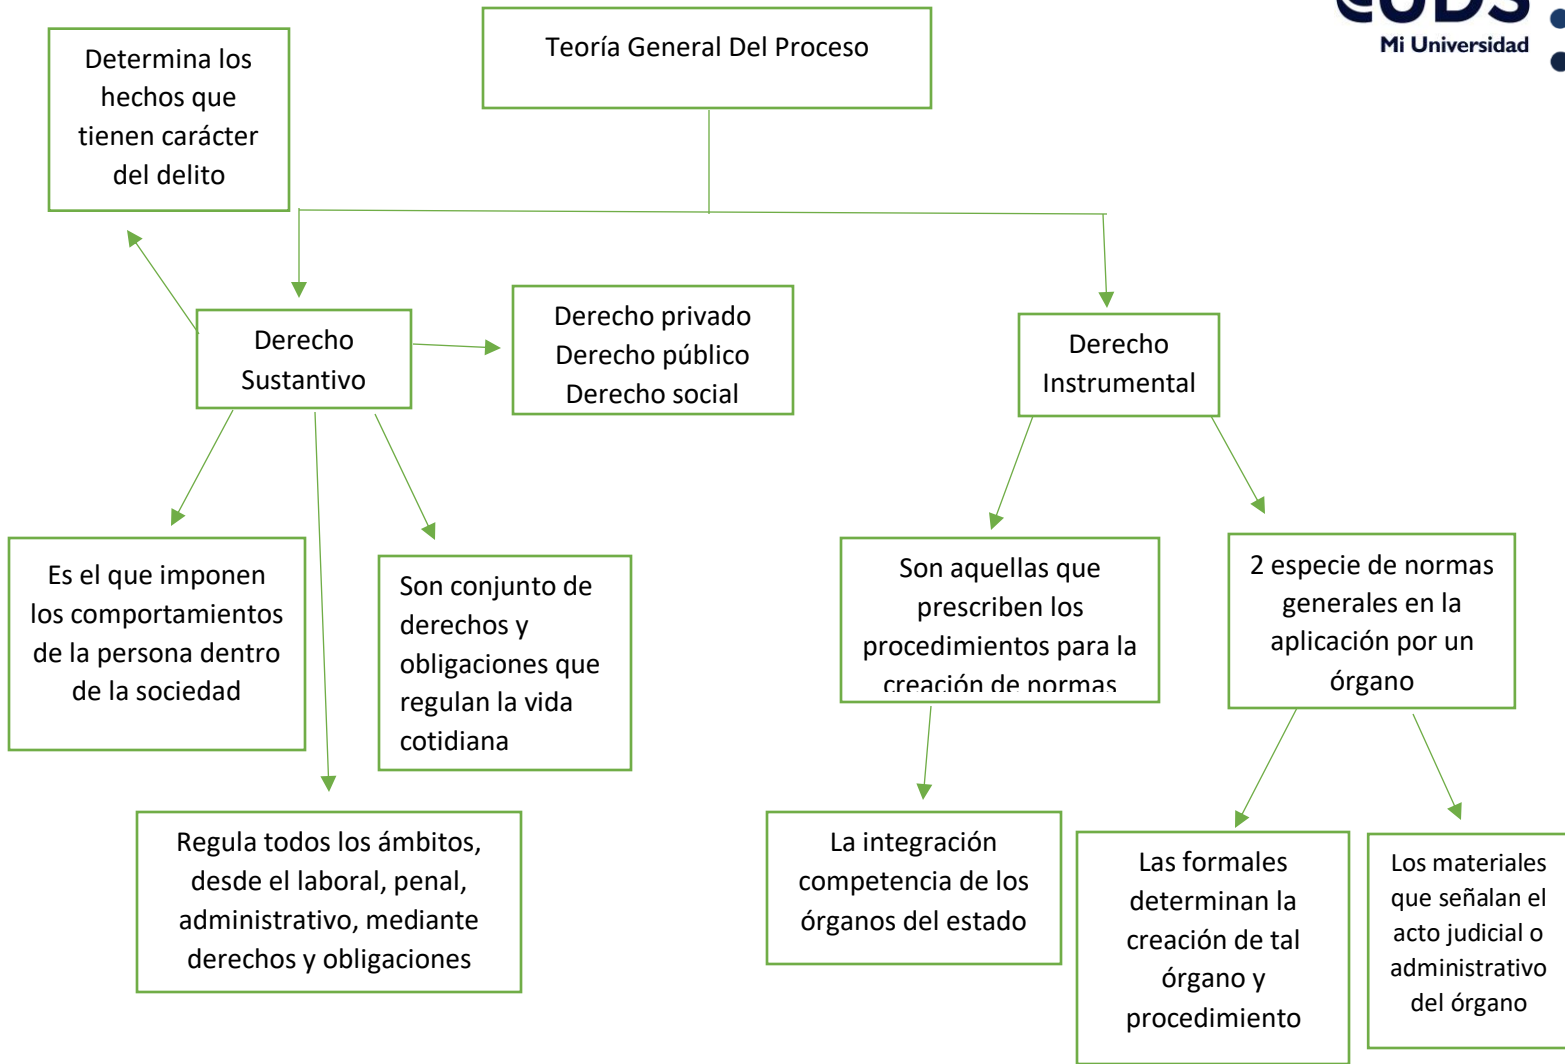 UDS
Mi Universidad
Teoría General Del Proceso
Determina los
hechos que
tienen carácter
del delito
Derecho
Sustantivo
Derecho privado
Derecho público
Derecho social
Derecho
Instrumental
Es el que imponen
los comportamientos
de la persona dentro
de la sociedad
Son conjunto de
derechos y
obligaciones que
regulan la vida
cotidiana
Son aquellas que
prescriben los
procedimientos para la
creación de normas
2 especie de normas
generales en la
aplicación por un
órgano
Regula todos los ámbitos,
desde el laboral, penal,
administrativo, mediante
derechos y obligaciones
La integración
competencia de los
órganos del estado
Las formales
determinan la
creación de tal
órgano y
procedimiento
Los materiales
que señalan el
acto judicial o
administrativo
del órgano